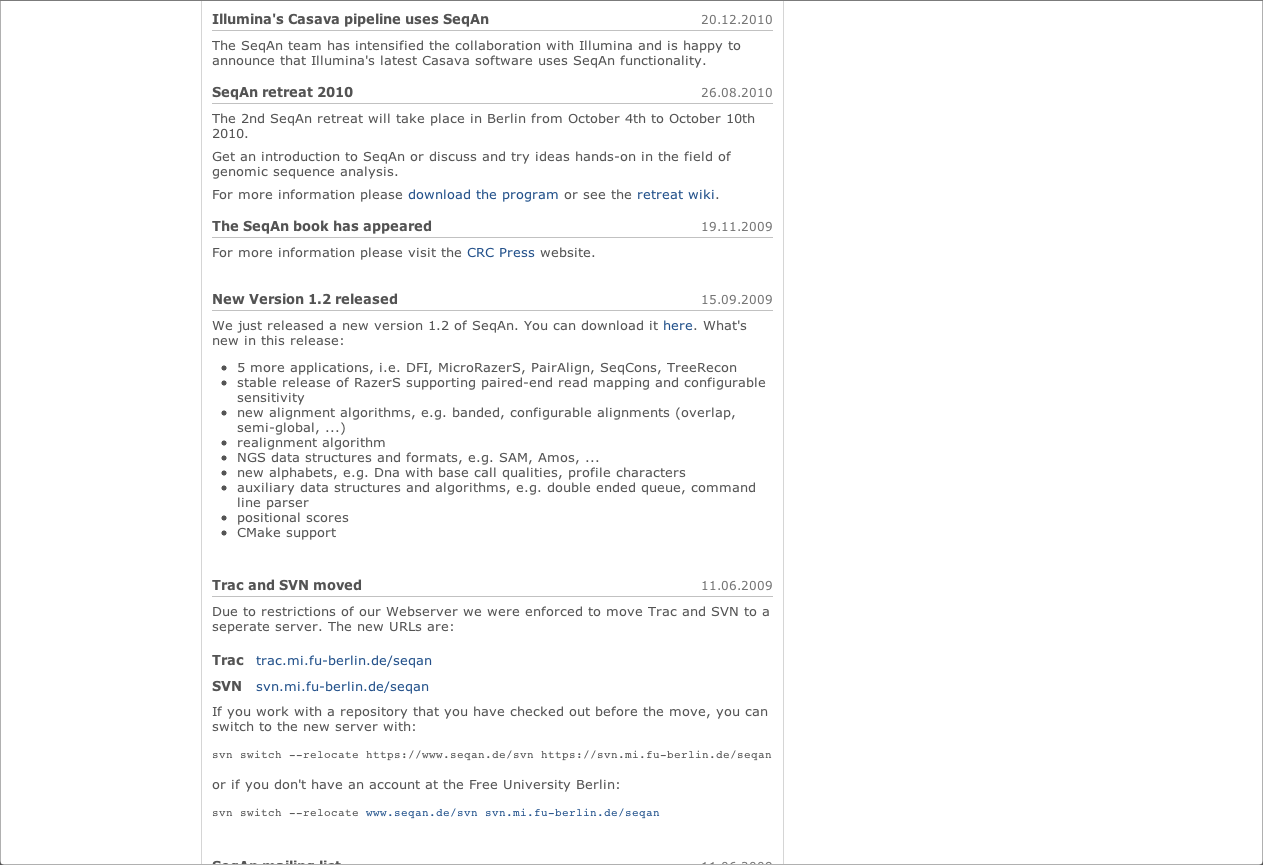 Illumina's Casava pipeline uses SeqAn 20.12.2010
The SeqAn team has intensified the collaboration with Illumina and is happy to
announce that Illumina's latest Casava software uses SeqAn functionality.
SeqAn retreat 2010 26.08.2010
The 2nd SeqAn retreat will take place in Berlin from October 4th to October 10th
2010.
Get an introduction to SeqAn or discuss and try ideas hands-on in the field of
genomic sequence analysis.
For more information please download the program or see the retreat wiki.
The SeqAn book has appeared 19.11.2009
For more information please visit the CRC Press website.
New Version 1.2 released 15.09.2009
We just released a new version 1.2 of SeqAn. You can download it here. What's
new in this release:
• 5 more applications, i.e. DFI, MicroRazerS, PairAlign, SeqCons, TreeRecon
• stable release of RazerS supporting paired-end read mapping and configurable
sensitivity
• new alignment algorithms, e.g. banded, configurable alignments (overlap,
semi-global, ...)
• realignment algorithm
• NGS data structures and formats, e.g. SAM, Amos, ...
• new alphabets, e.g. Dna with base call qualities, profile characters
• auxiliary data structures and algorithms, e.g. double ended queue, command
line parser
• positional scores
• CMake support
Trac and SVN moved 11.06.2009
Due to restrictions of our Webserver we were enforced to move Trac and SVN to a
seperate server. The new URLs are:
Trac trac.mi.fu-berlin.de/seqan
SVN svn.mi.fu-berlin.de/seqan
If you work with a repository that you have checked out before the move, you can
switch to the new server with:
svn switch --relocate https://www.seqan.de/svn https://svn.mi.fu-berlin.de/seqan
or if you don't have an account at the Free University Berlin:
svn switch --relocate www.seqan.de/svn svn.mi.fu-berlin.de/seqan
SeqAn mailing list 11.06.2009